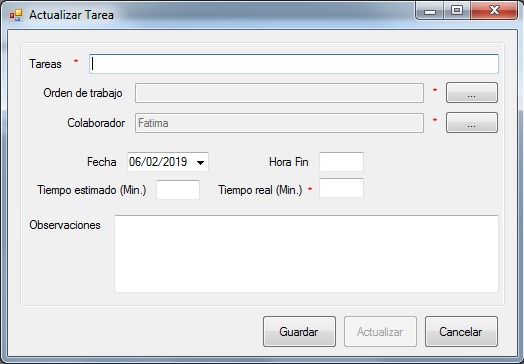 Actualizar Tarea
Tareas *
Orden de trabajo * ...
Colaborador Fatima * ...
Fecha 06/02/2019 Hora Fin
Tiempo estimado (Min.) Tiempo real (Min.) *
Observaciones
Guardar Actualizar Cancelar